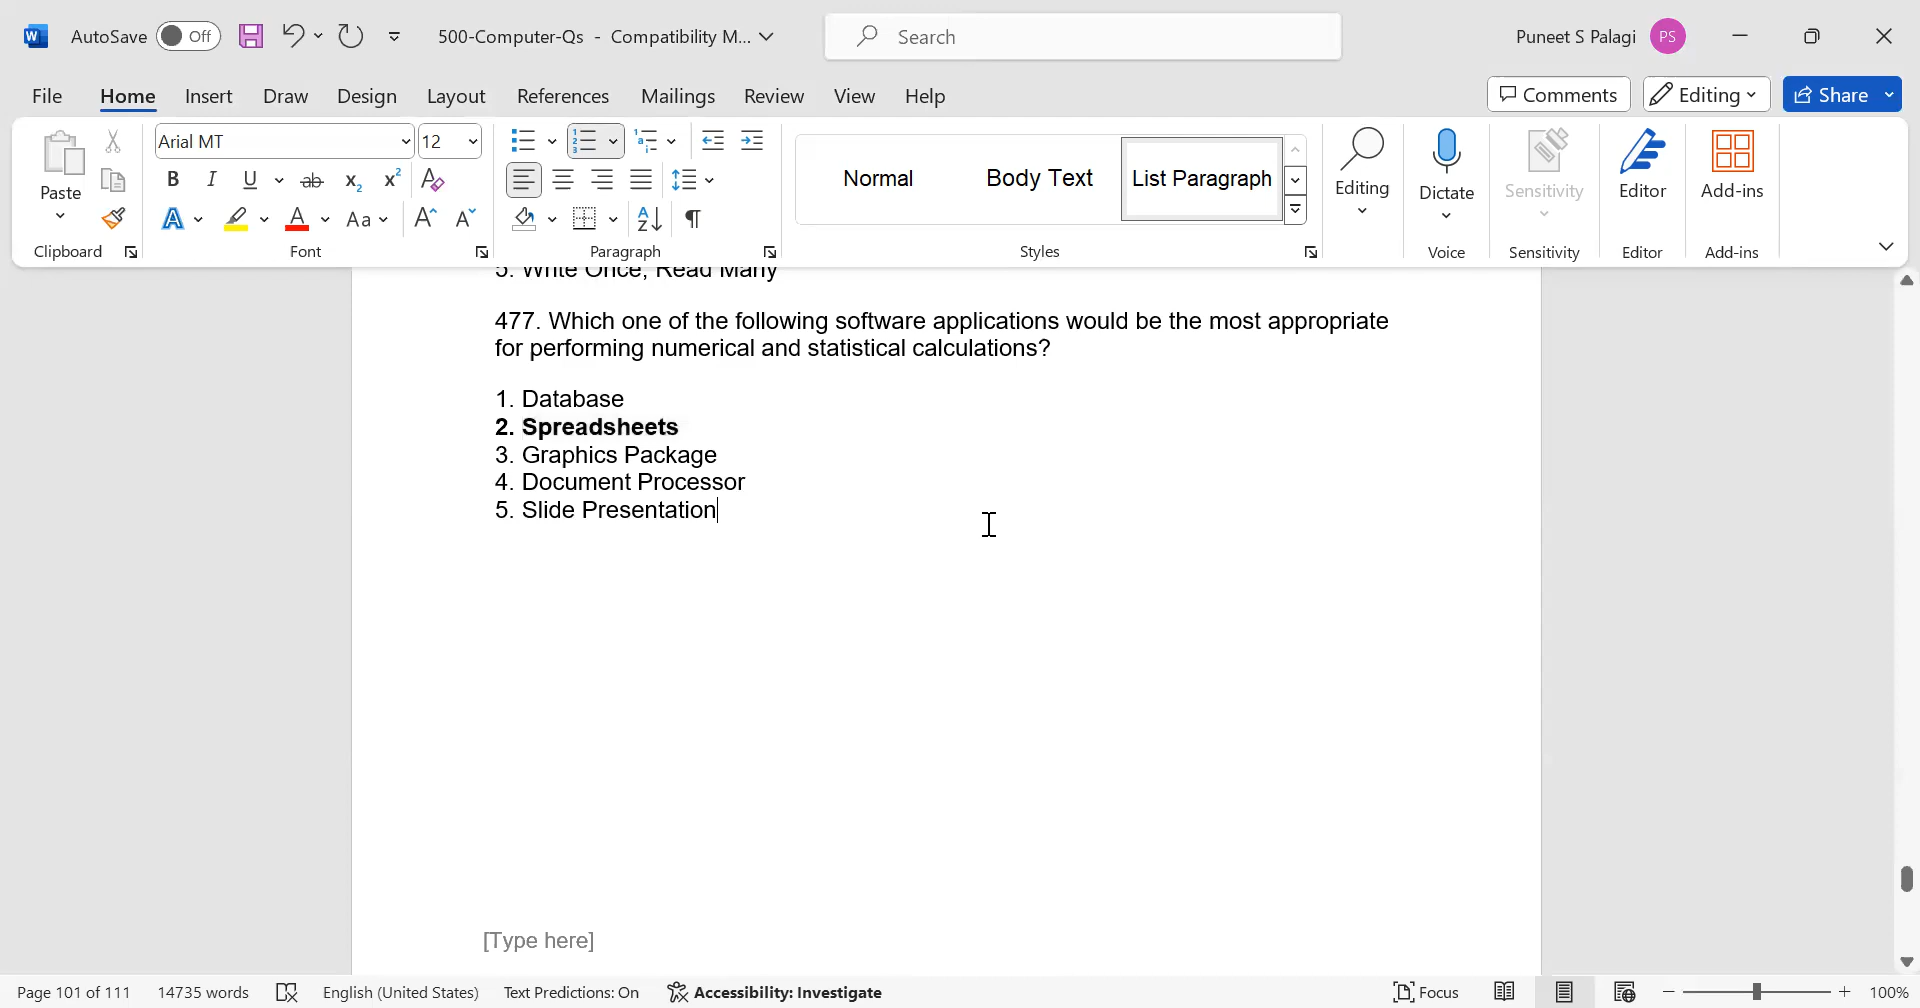 AutoSave Off 500-Computer-Qs - Compatibility M... Search Puneet S Palagi PS
File Home Insert Draw Design Layout References Mailings Review View Help Comments Editing Share
Paste Arial MT 12 Normal Body Text List Paragraph Editing Dictate Sensitivity Editor Add-ins
Clipboard Font Paragraph Styles Voice Sensitivity Editor Add-ins
5. Write Once, Read Many
477. Which one of the following software applications would be the most appropriate
for performing numerical and statistical calculations?
1. Database
2. Spreadsheets
3. Graphics Package
4. Document Processor
5. Slide Presentation
[Type here]
Page 101 of 111 14735 words English (United States) Text Predictions: On Accessibility: Investigate Focus 100%